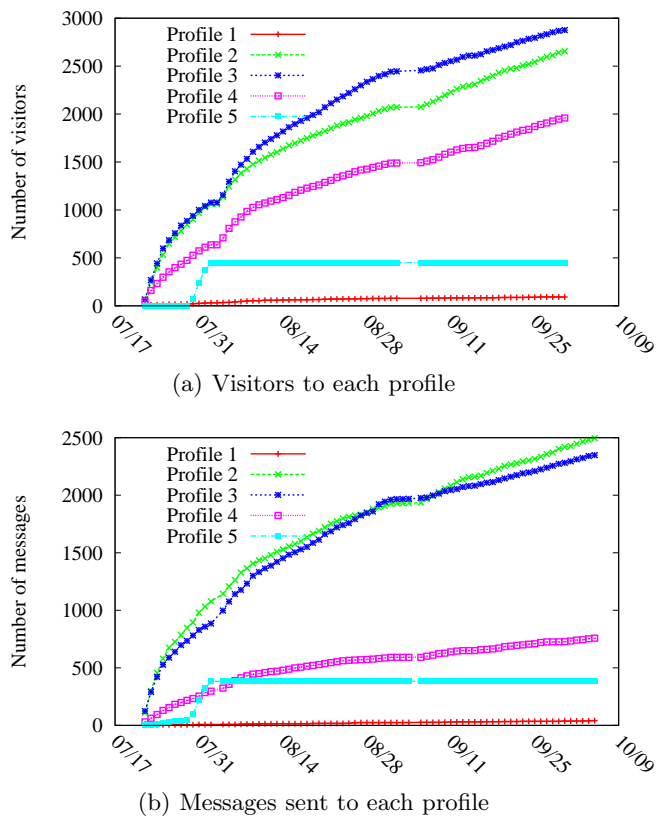 3000
2500
2000
1500
1000
500
0
Number of visitors
Profile 1
Profile 2
Profile 3
Profile 4
Profile 5
07/17
07/31
08/14
08/28
09/11
09/25
10/09
(a) Visitors to each profile
2500
2000
1500
1000
500
0
Number of messages
Profile 1
Profile 2
Profile 3
Profile 4
Profile 5
07/17
07/31
08/14
08/28
09/11
09/25
10/09
(b) Messages sent to each profile